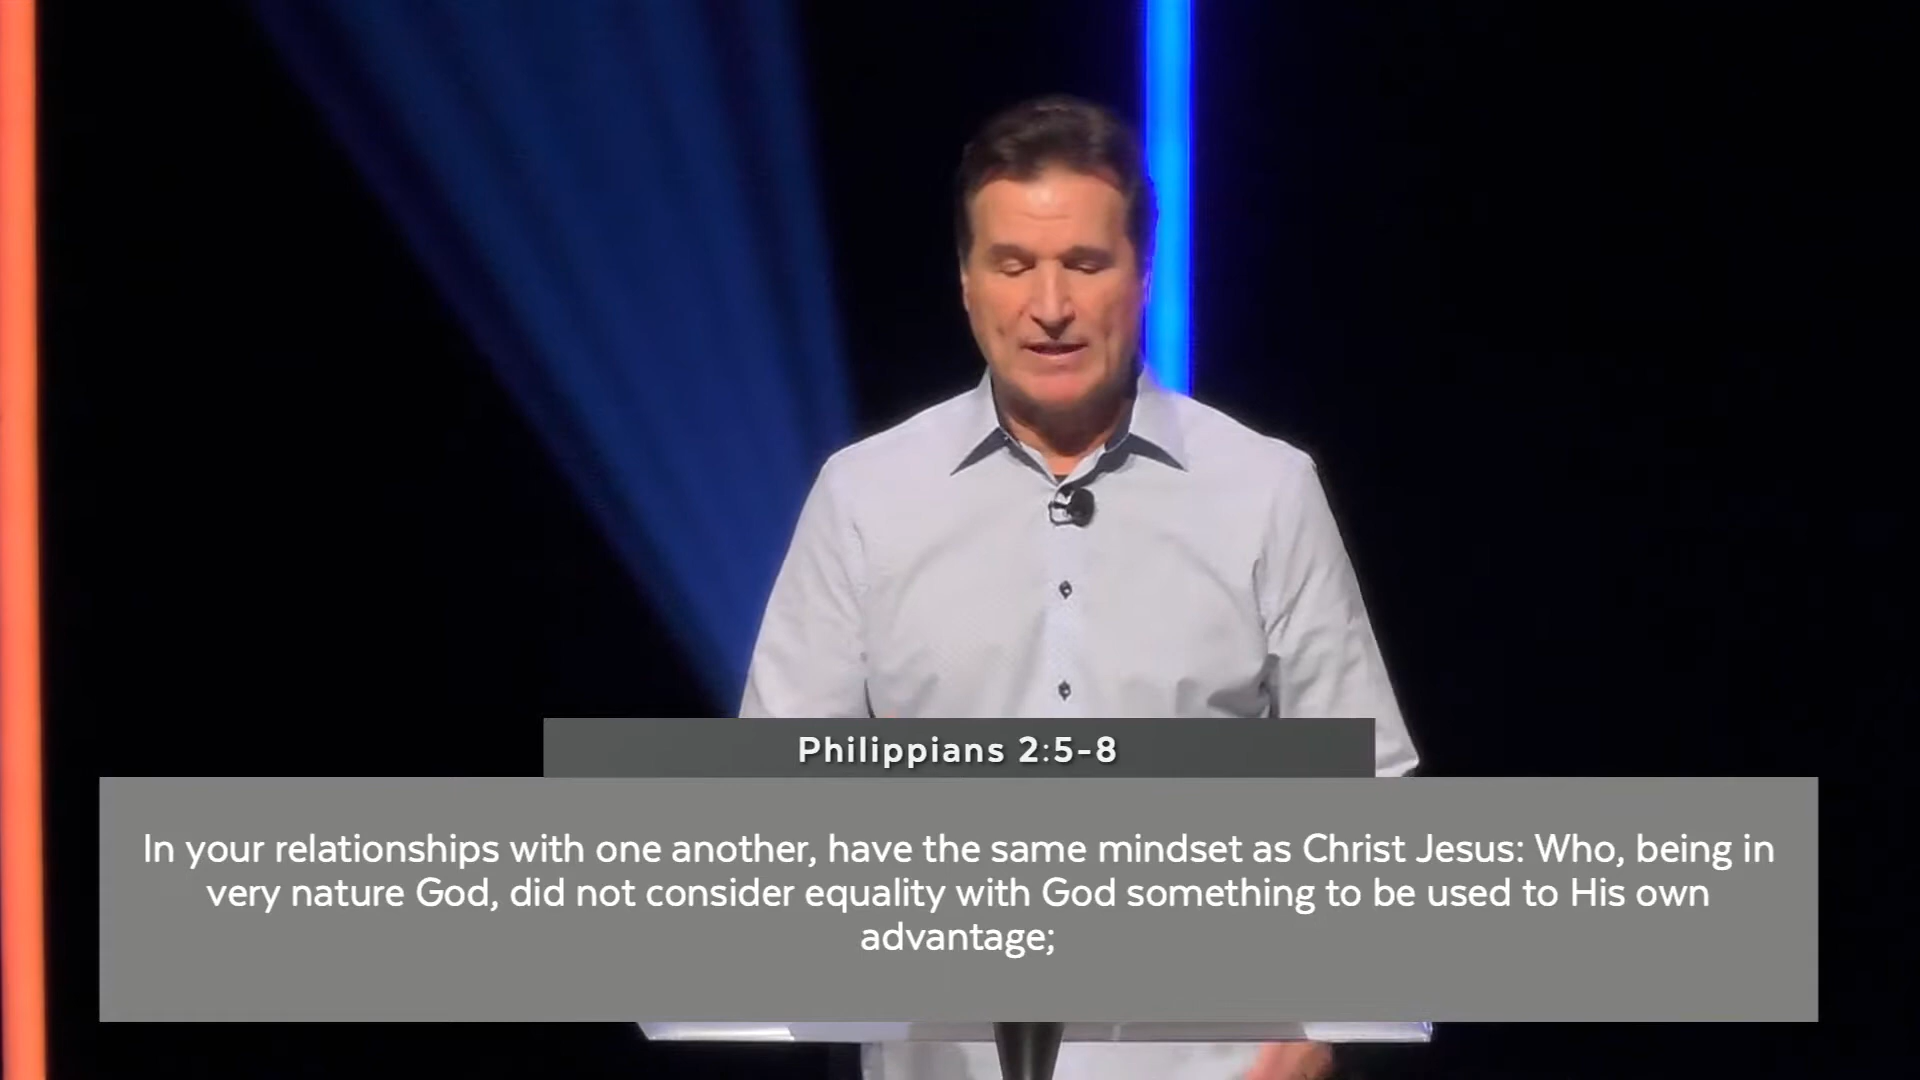 Philippians 2:5-8
In your relationships with one another, have the same mindset as Christ Jesus: Who, being in
very nature God, did not consider equality with God something to be used to His own
advantage;